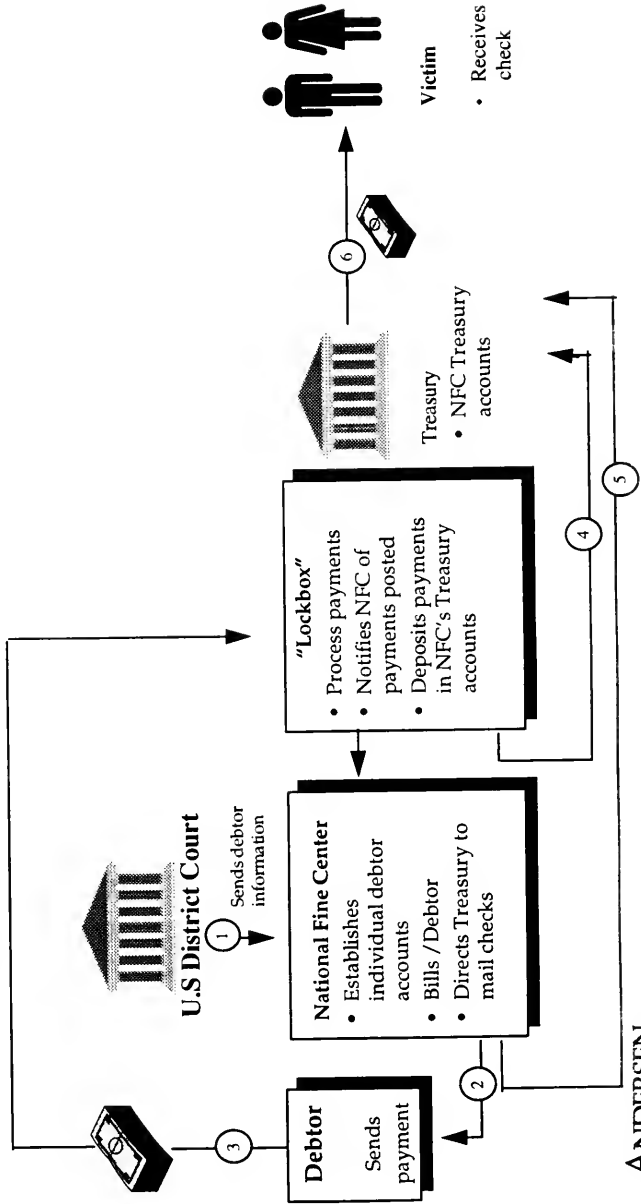 U.S District Court
1
Sends debtor
information
3
Debtor
Sends
payment
2
National Fine Center
• Establishes
individual debtor
accounts
• Bills /Debtor
• Directs Treasury to
mail checks
"Lockbox"
• Process payments
• Notifies NFC of
payments posted
• Deposits payments
in NFC's Treasury
accounts
4
5
Treasury
• NFC Treasury
accounts
6
Victim
• Receives
check
ANDERSEN